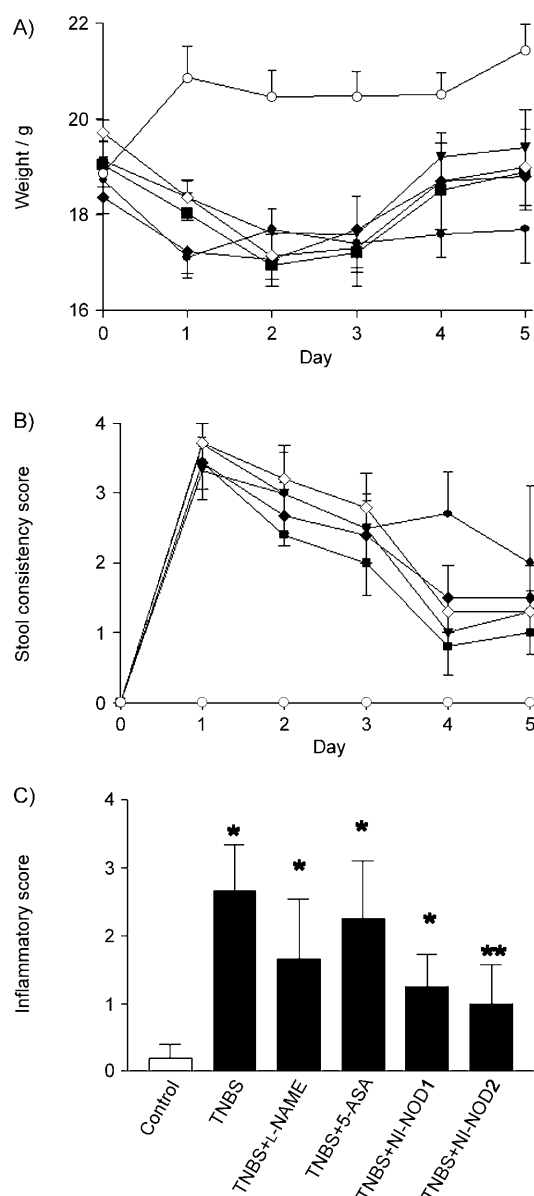 A)
22
20
18
16
Weight / g
0 1 2 3 4 5
Day
B)
4
3
2
1
0
Stool consistency score
0 1 2 3 4 5
Day
C)
4
3
2
1
0
Inflammatory score
* * * * **
Control
TNBS
TNBS+L-NAME
TNBS+5-ASA
TNBS+NI-NOD1
TNBS+NI-NOD2